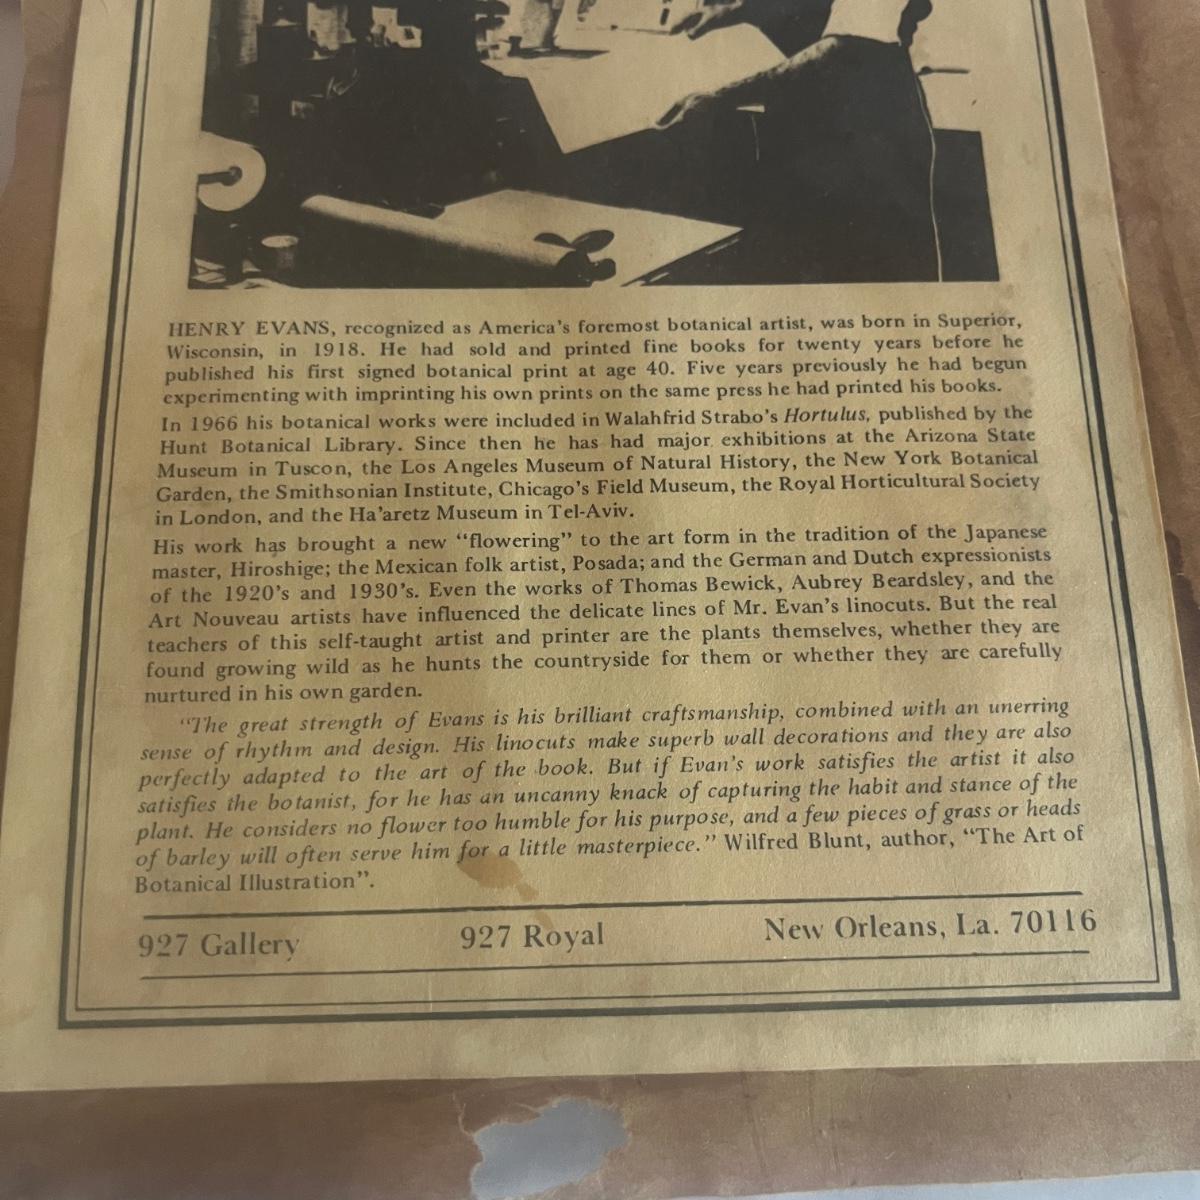 HENRY EVANS, recognized as America's foremost botanical artist, was born in Superior,
Wisconsin, in 1918. He had sold and printed fine books for twenty years before he
published his first signed botanical print at age 40. Five years previously he had begun
experimenting with imprinting his own prints on the same press he had printed his books.
In 1966 his botanical works were included in Walahfrid Strabo's Hortulus, published by the
Hunt Botanical Library. Since then he has had major exhibitions at the Arizona State
Museum in Tuscon, the Los Angeles Museum of Natural History, the New York Botanical
Garden, the Smithsonian Institute, Chicago's Field Museum, the Royal Horticultural Society
in London, and the Ha'aretz Museum in Tel-Aviv.
His work has brought a new "flowering" to the art form in the tradition of the Japanese
master, Hiroshige; the Mexican folk artist, Posada; and the German and Dutch expressionists
of the 1920's and 1930's. Even the works of Thomas Bewick, Aubrey Beardsley, and the
Art Nouveau artists have influenced the delicate lines of Mr. Evan's linocuts. But the real
teachers of this self-taught artist and printer are the plants themselves, whether they are
found growing wild as he hunts the countryside for them or whether they are carefully
nurtured in his own garden.
"The great strength of Evans is his brilliant craftsmanship, combined with an unerring
sense of rhythm and design. His linocuts make superb wall decorations and they are also
perfectly adapted to the art of the book. But if Evan's work satisfies the artist it also
satisfies the botanist, for he has an uncanny knack of capturing the habit and stance of the
plant. He considers no flower too humble for his purpose, and a few pieces of grass or heads
of barley will often serve him for a little masterpiece." Wilfred Blunt, author, "The Art of
Botanical Illustration".
927 Gallery 927 Royal New Orleans, La. 70116